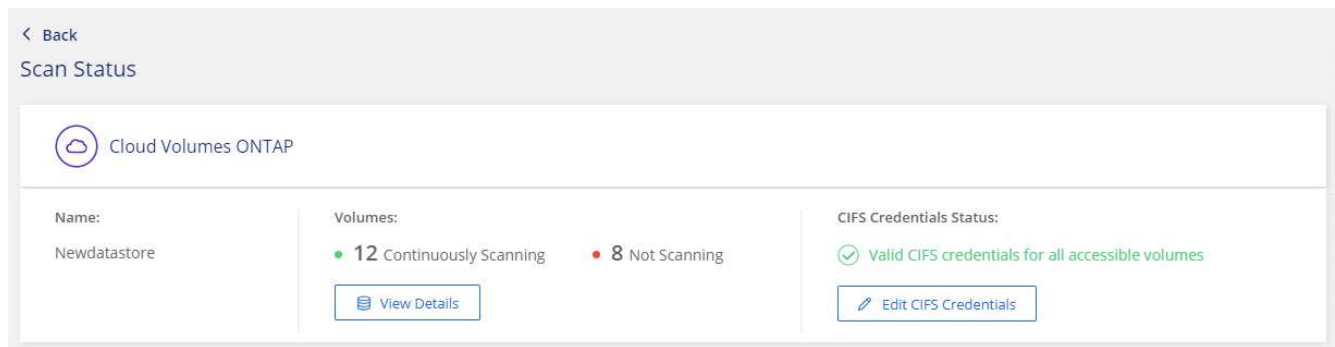 Back
Scan Status
Cloud Volumes ONTAP
Name:
Newdatastore
Volumes:
12 Continuously Scanning
8 Not Scanning
View Details
CIFS Credentials Status:
Valid CIFS credentials for all accessible volumes
Edit CIFS Credentials